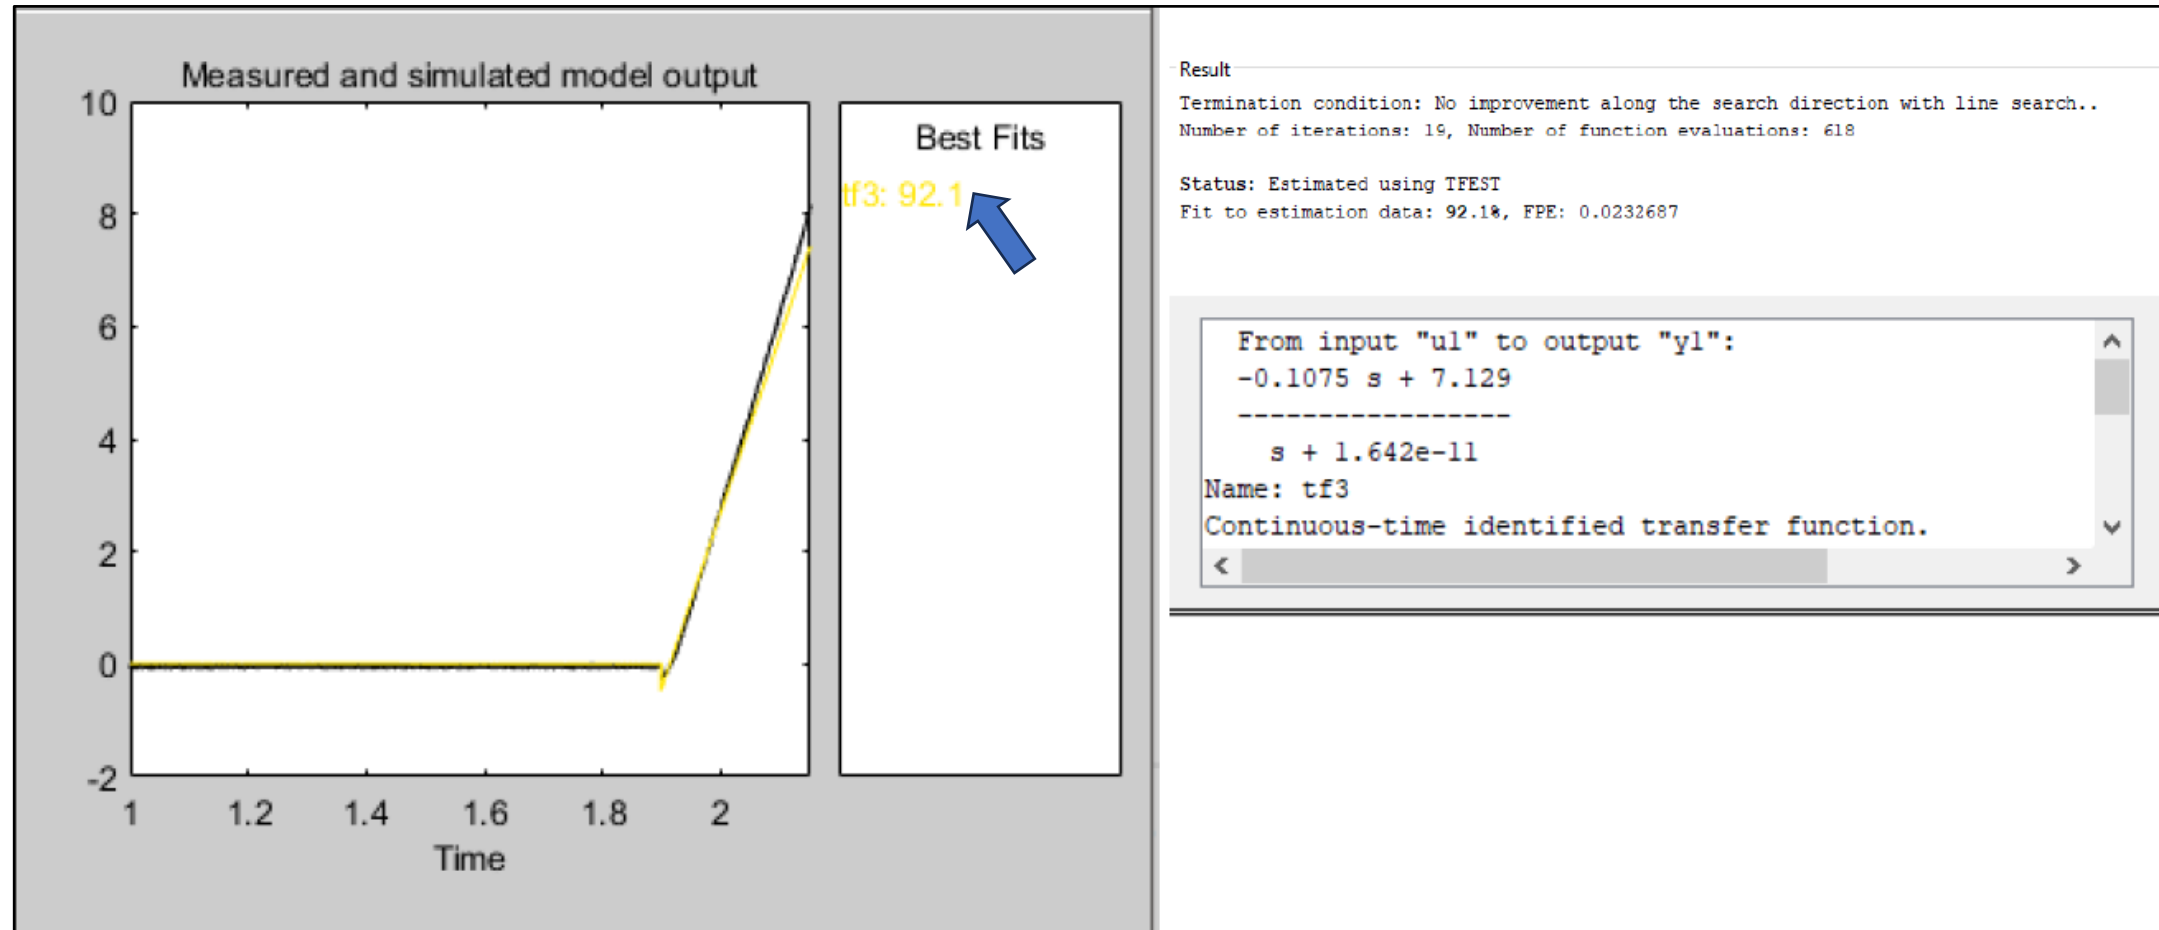 Measured and simulated model output
10
8
6
4
2
0
-2
1 1.2 1.4 1.6 1.8 2
Time
Best Fits
tf3: 92.1
Result
Termination condition: No improvement along the search direction with line search..
Number of iterations: 19, Number of function evaluations: 618
Status: Estimated using TFEST
Fit to estimation data: 92.1%, FPE: 0.0232687
From input "u1" to output "y1":
-0.1075 s + 7.129
-----------------
s + 1.642e-11
Name: tf3
Continuous-time identified transfer function.